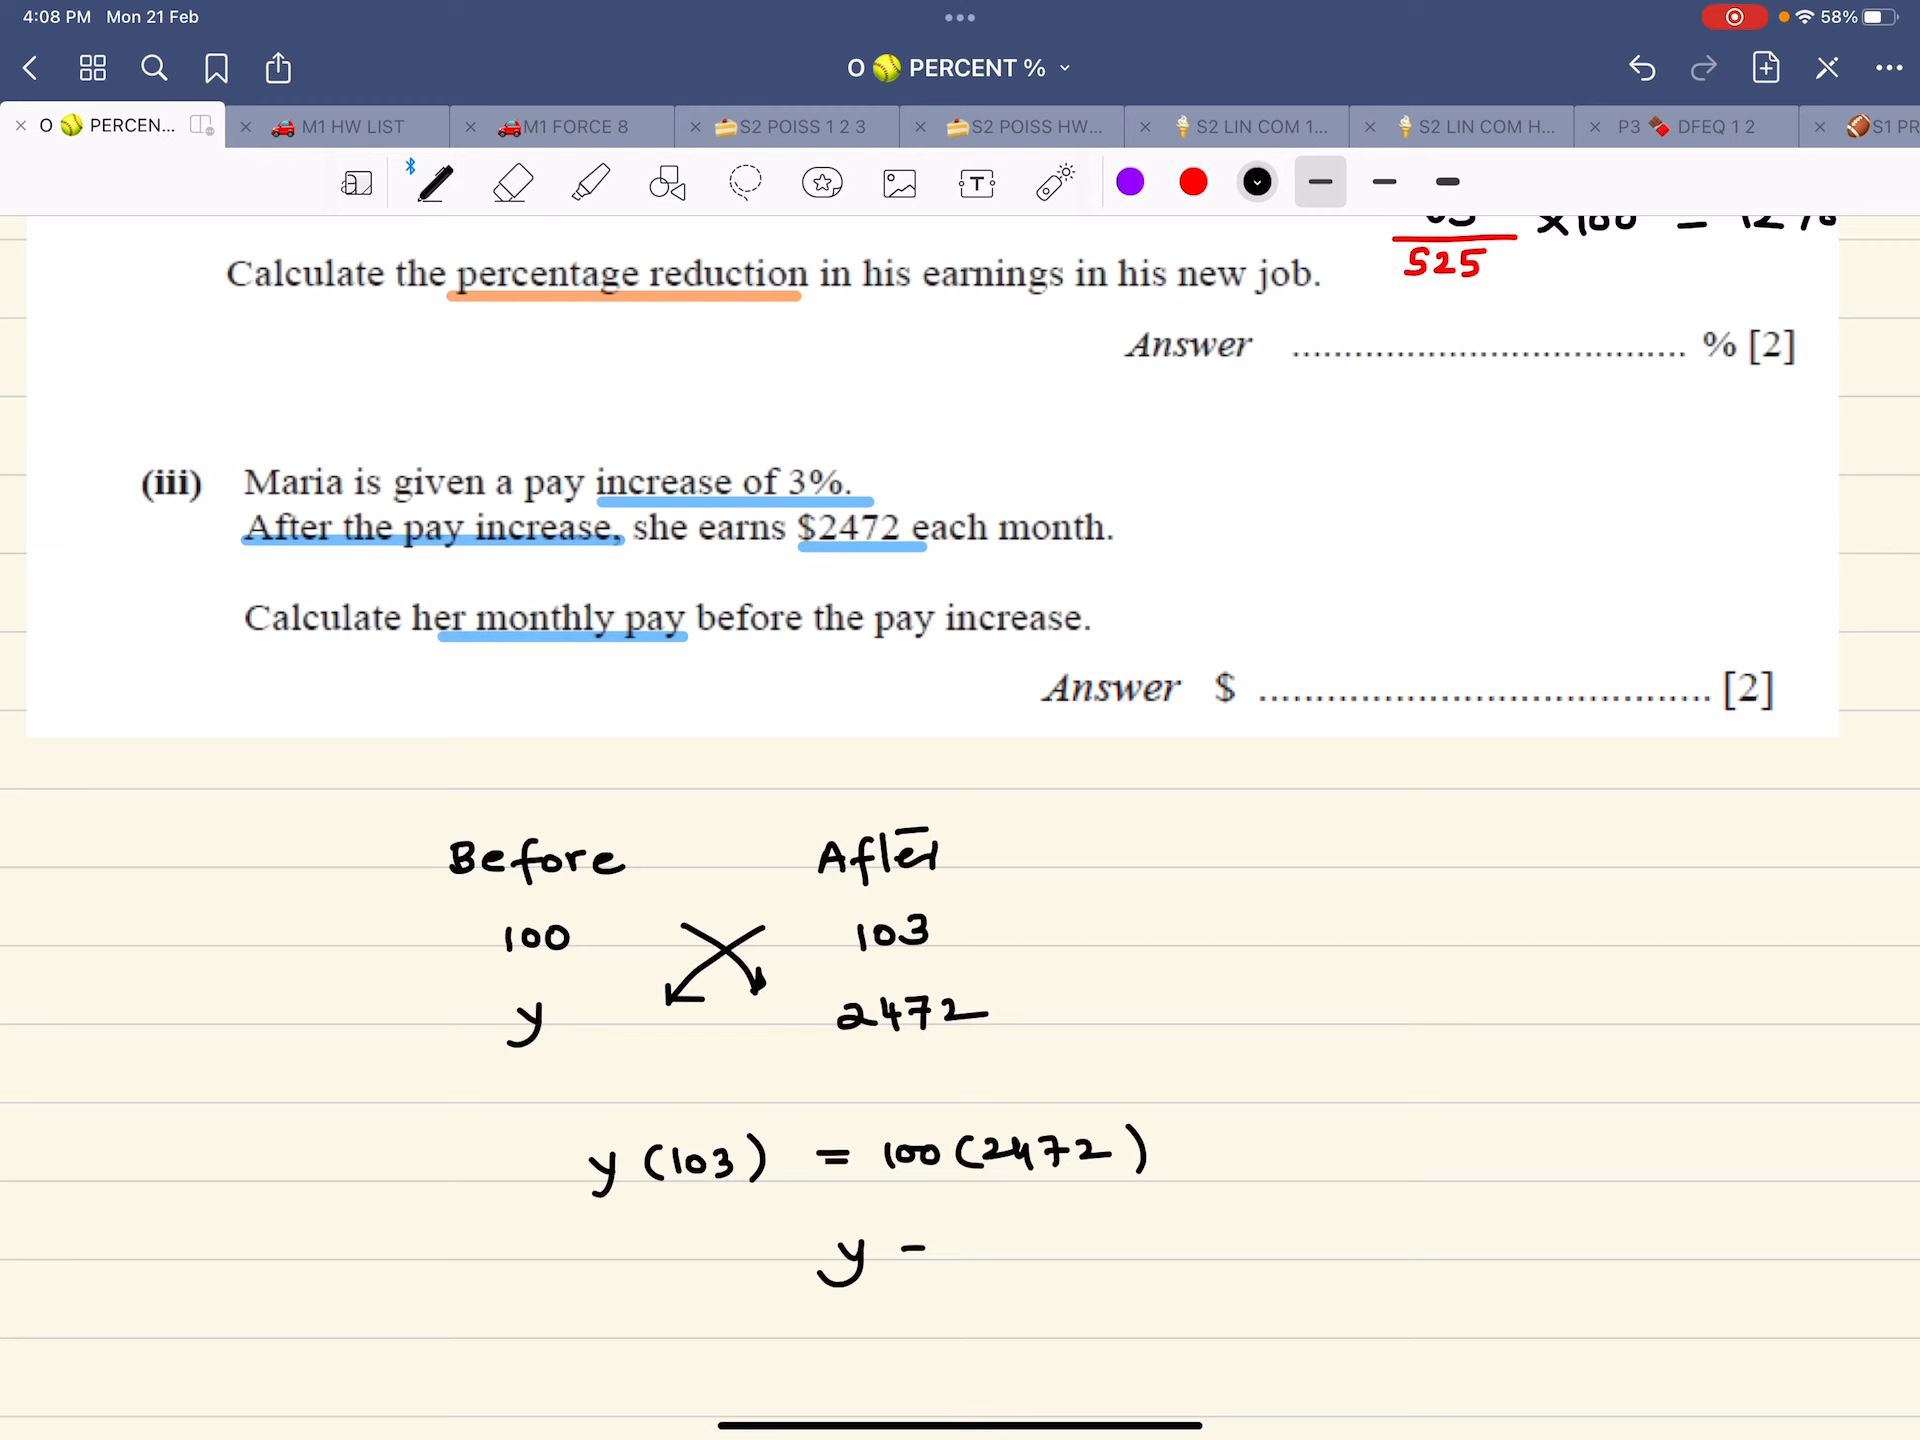 4:08 PM Mon 21 Feb
58%
O 🥎 PERCENT %
O 🥎 PERCEN...
🚗 M1 HW LIST
🚗M1 FORCE 8
🍰S2 POISS 1 2 3
🍰S2 POISS HW...
🍦S2 LIN COM 1...
🍦S2 LIN COM H...
P3 🍫 DFEQ 1 2
🏈S1 PR
x100 = 12%
525
Calculate the percentage reduction in his earnings in his new job.
Answer ...................................... % [2]
(iii) Maria is given a pay increase of 3%.
After the pay increase, she earns $2472 each month.
Calculate her monthly pay before the pay increase.
Answer $ ............................................ [2]
Before After
100 103
y 2472
y (103) = 100 (2472)
y -